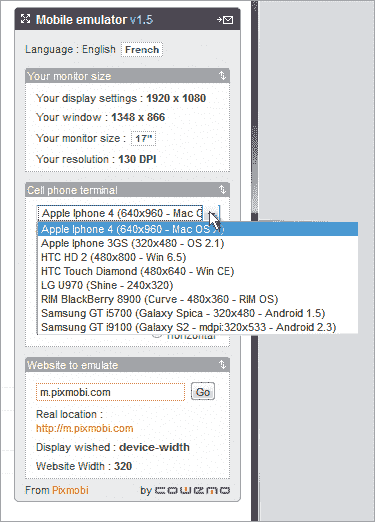 Mobile emulator v1.5
Language : English French
Your monitor size
Your display settings : 1920 x 1080
Your window : 1348 x 866
Your monitor size : 17"
Your resolution : 130 DPI
Cell phone terminal
Apple Iphone 4 (640x960 - Mac
Apple Iphone 4 (640x960 - Mac OS
Apple Iphone 3GS (320x480 - OS 2.1)
HTC HD 2 (480x800 - Win 6.5)
HTC Touch Diamond (480x640 - Win CE)
LG U970 (Shine - 240x320)
RIM BlackBerry 8900 (Curve - 480x360 - RIM OS)
Samsung GT i5700 (Galaxy Spica - 320x480 - Android 1.5)
Samsung GT i9100 (Galaxy S2 - mdpi:320x533 - Android 2.3)
Horizontal
Website to emulate
m.pixmobi.com Go
Real location :
http://m.pixmobi.com
Display wished : device-width
Website Width : 320
From Pixmobi by cowemo